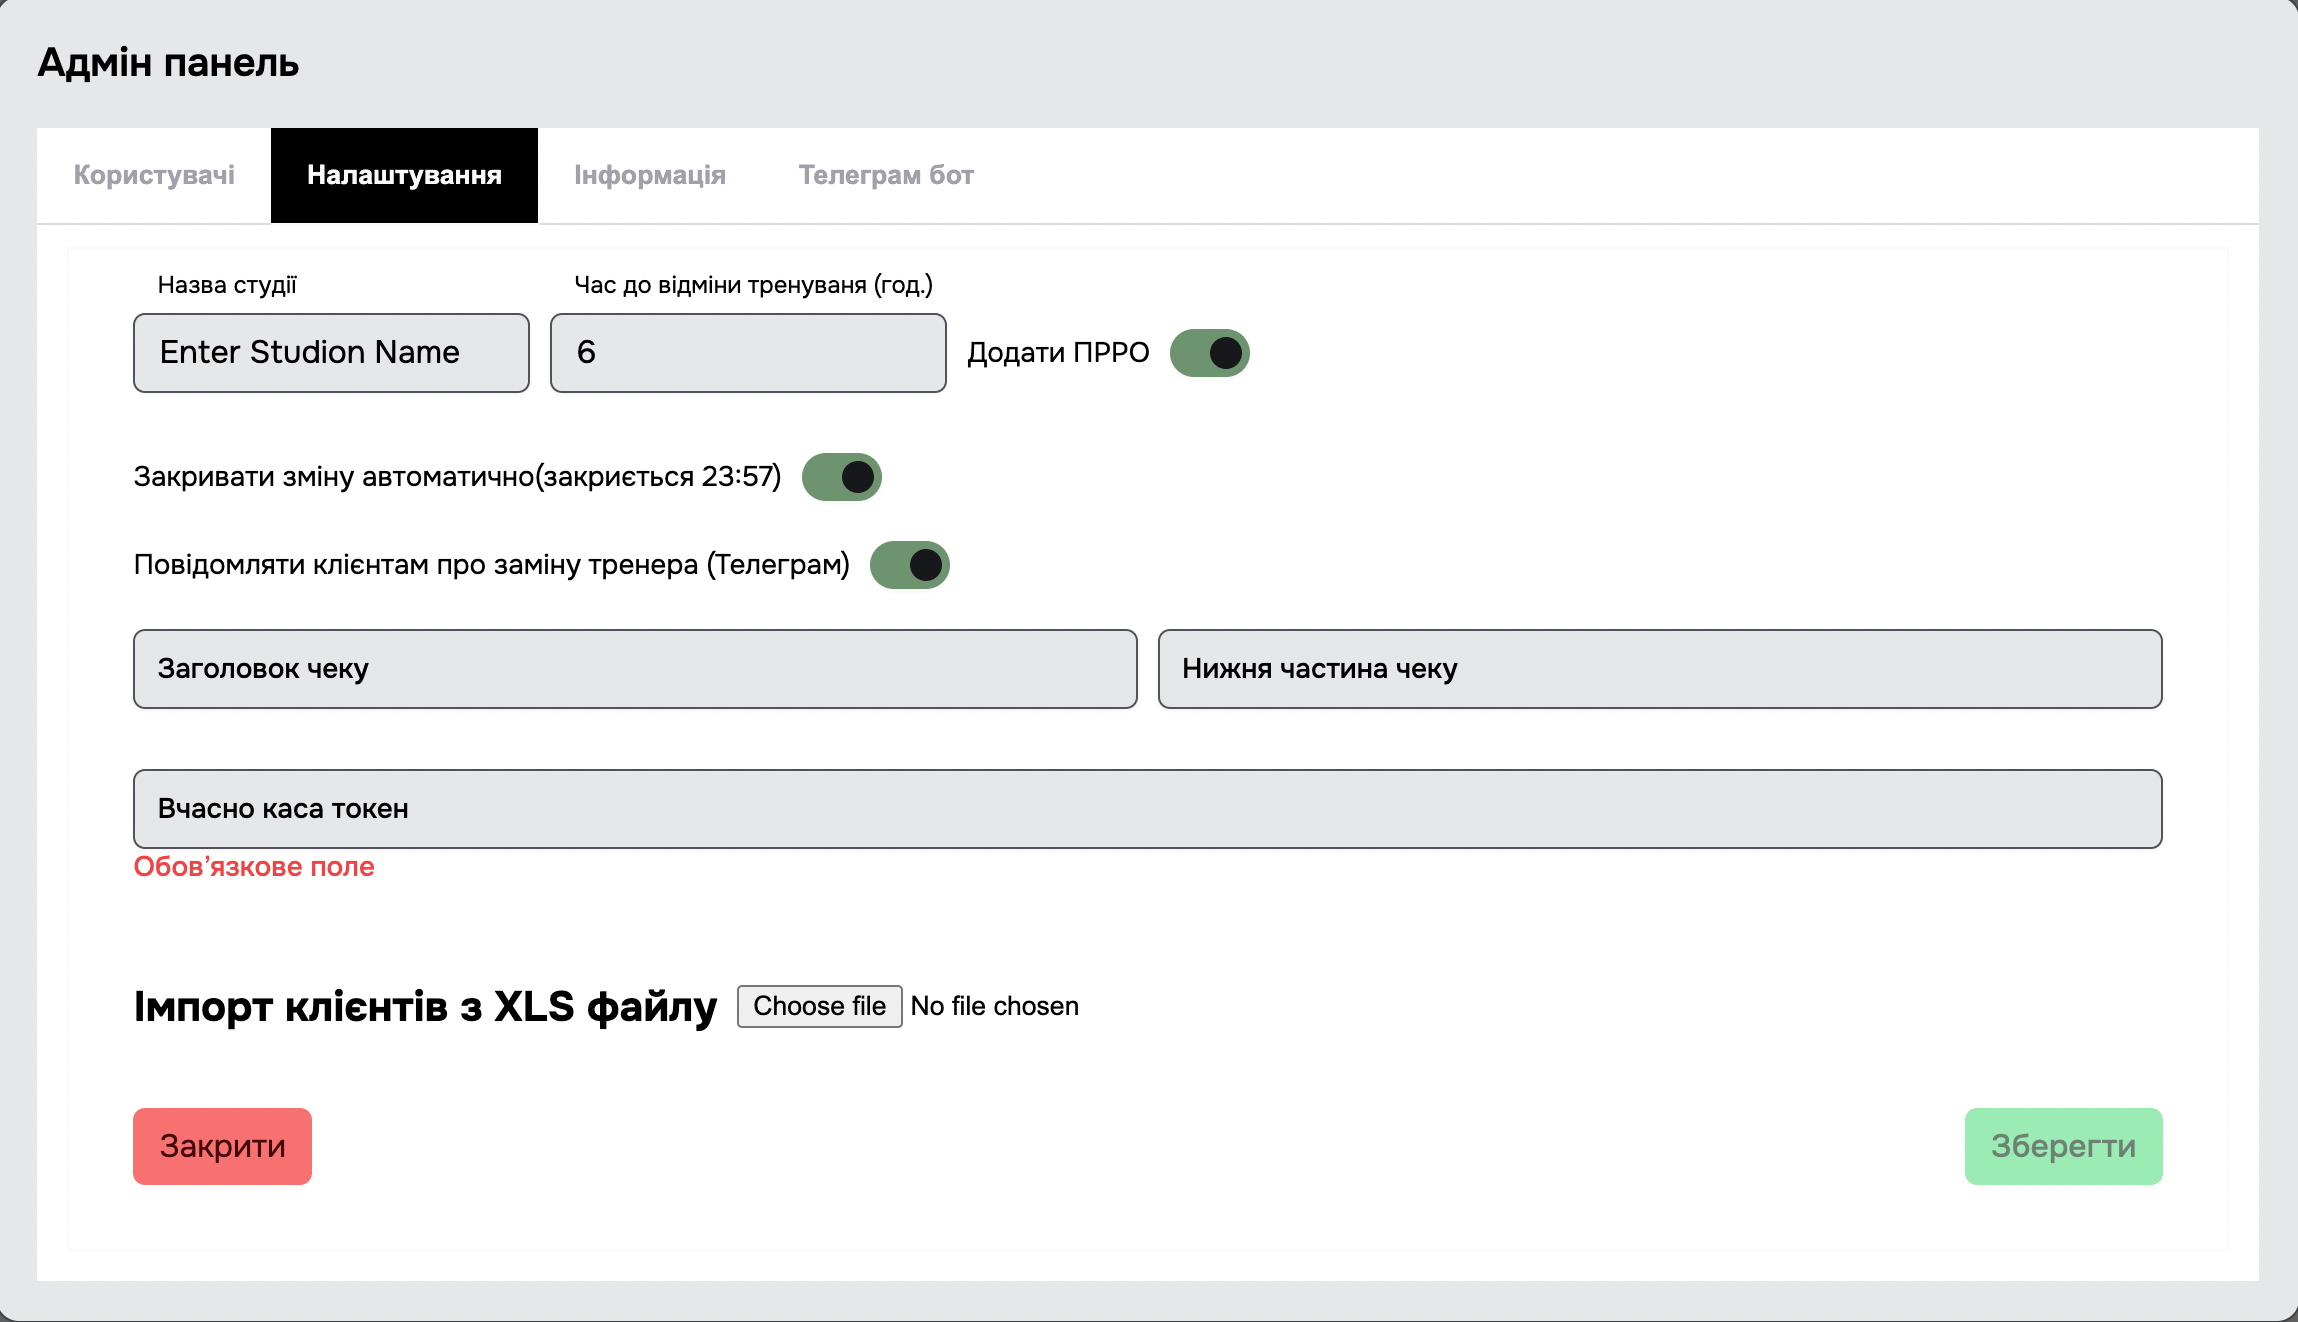 Адмін панель
Користувачі Налаштування Інформація Телеграм бот
Назва студії Час до відміни тренуваня (год.)
Enter Studion Name 6 Додати ПРРО
Закривати зміну автоматично(закриється 23:57)
Повідомляти клієнтам про заміну тренера (Телеграм)
Заголовок чеку Нижня частина чеку
Вчасно каса токен
Обов’язкове поле
Імпорт клієнтів з XLS файлу Choose file No file chosen
Закрити Зберегти